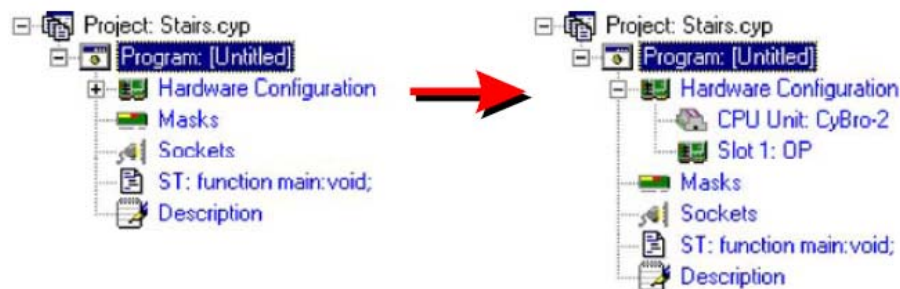 Project: Stairs.cyp
Program: [Untitled]
Hardware Configuration
Masks
Sockets
ST: function main:void;
Description
Project: Stairs.cyp
Program: [Untitled]
Hardware Configuration
CPU Unit: CyBro-2
Slot 1: OP
Masks
Sockets
ST: function main:void;
Description